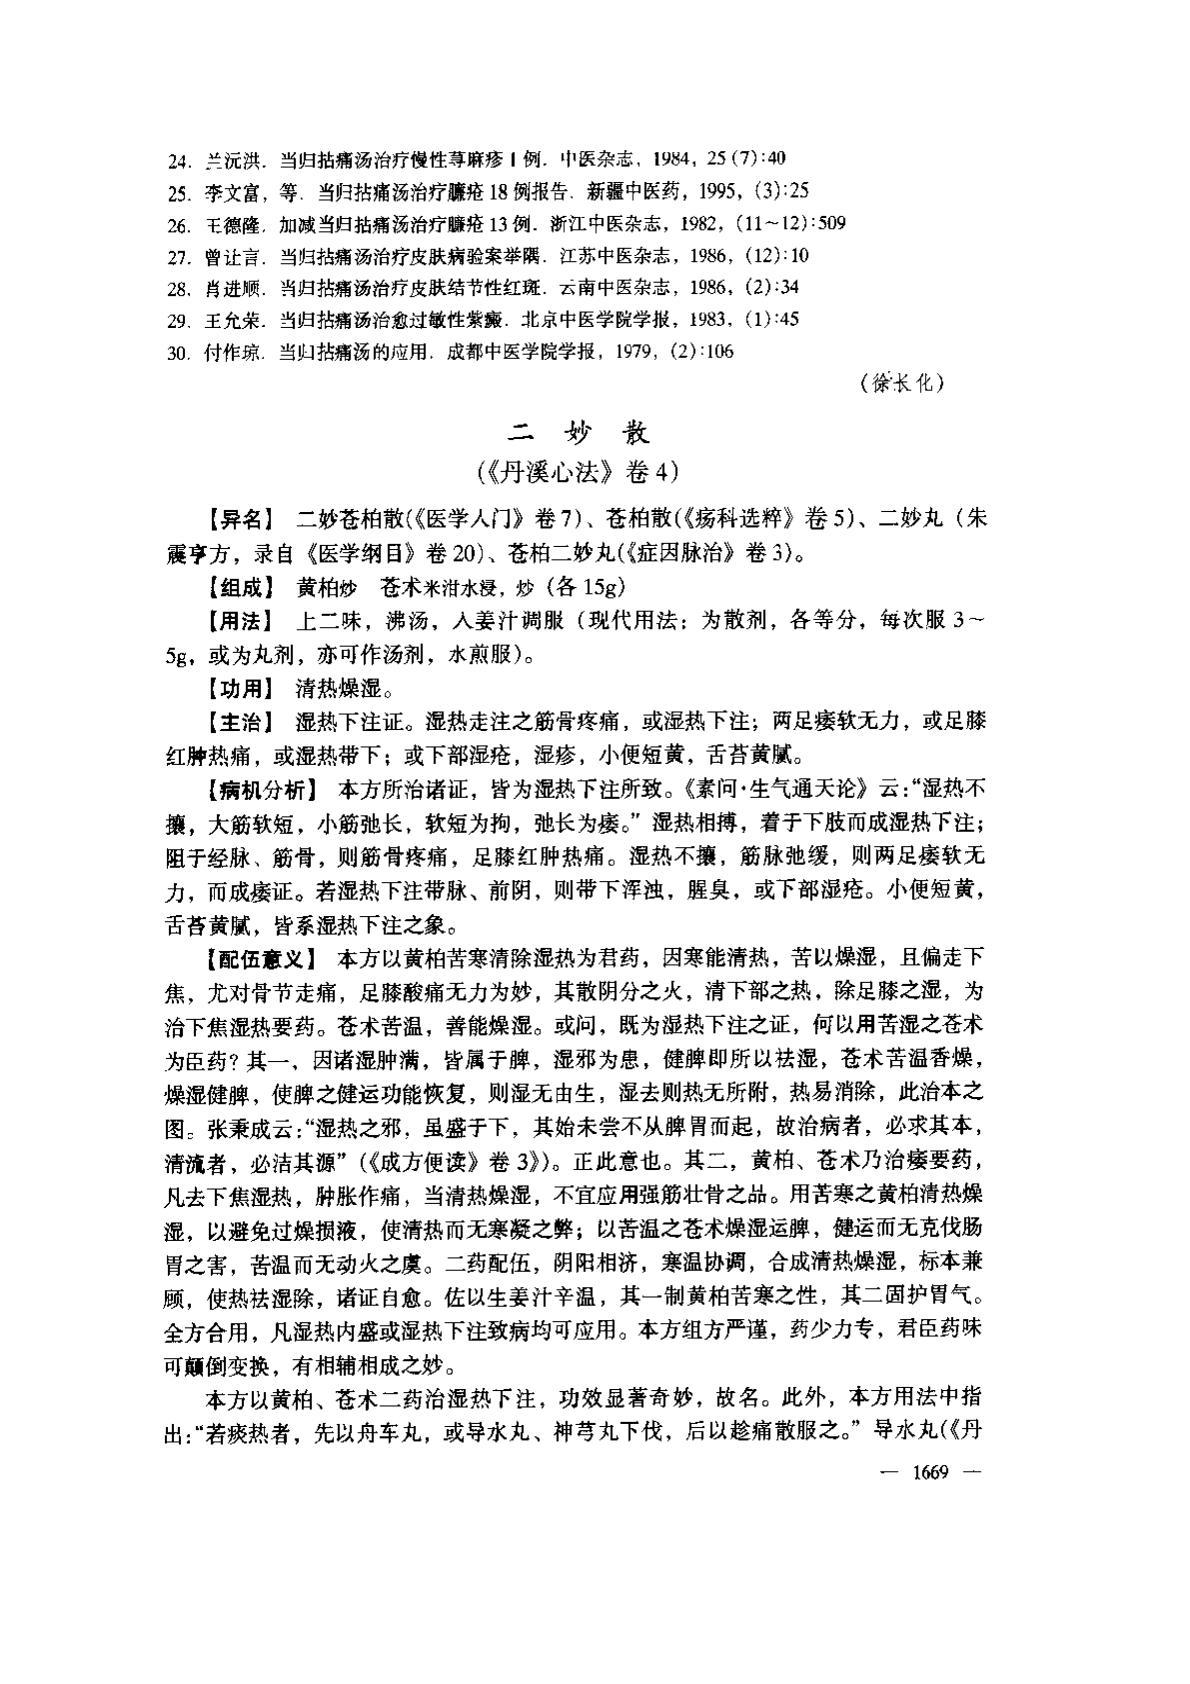 24. 兰沅洪. 当归拈痛汤治疗慢性荨麻疹1例. 中医杂志, 1984, 25 (7):40
25. 李文富, 等. 当归拈痛汤治疗臁疮18例报告. 新疆中医药, 1995, (3):25
26. 王德隆. 加减当归拈痛汤治疗臁疮13例. 浙江中医杂志, 1982, (11~12):509
27. 曾让言. 当归拈痛汤治疗皮肤病验案举隅. 江苏中医杂志, 1986, (12):10
28. 肖进顺. 当归拈痛汤治疗皮肤结节性红斑. 云南中医杂志, 1986, (2):34
29. 王允荣. 当归拈痛汤治愈过敏性紫癜. 北京中医学院学报, 1983, (1):45
30. 付作琼. 当归拈痛汤的应用. 成都中医学院学报, 1979, (2):106
（徐长化）
二 妙 散
(《丹溪心法》卷4)
【异名】 二妙苍柏散(《医学入门》卷7)、苍柏散(《疡科选粹》卷5)、二妙丸（朱
震亨方，录自《医学纲目》卷20)、苍柏二妙丸(《症因脉治》卷3)。
【组成】 黄柏炒 苍术米泔水浸，炒（各15g）
【用法】 上二味，沸汤，入姜汁调服（现代用法：为散剂，各等分，每次服3~
5g，或为丸剂，亦可作汤剂，水煎服）。
【功用】 清热燥湿。
【主治】 湿热下注证。湿热走注之筋骨疼痛，或湿热下注；两足痿软无力，或足膝
红肿热痛，或湿热带下；或下部湿疮，湿疹，小便短黄，舌苔黄腻。
【病机分析】 本方所治诸证，皆为湿热下注所致。《素问·生气通天论》云：“湿热不
攘，大筋软短，小筋弛长，软短为拘，弛长为痿。”湿热相搏，着于下肢而成湿热下注；
阻于经脉、筋骨，则筋骨疼痛，足膝红肿热痛。湿热不攘，筋脉弛缓，则两足痿软无
力，而成痿证。若湿热下注带脉、前阴，则带下浑浊，腥臭，或下部湿疮。小便短黄，
舌苔黄腻，皆系湿热下注之象。
【配伍意义】 本方以黄柏苦寒清除湿热为君药，因寒能清热，苦以燥湿，且偏走下
焦，尤对骨节走痛，足膝酸痛无力为妙，其散阴分之火，清下部之热，除足膝之湿，为
治下焦湿热要药。苍术苦温，善能燥湿。或问，既为湿热下注之证，何以用苦湿之苍术
为臣药？其一、因诸湿肿满，皆属于脾，湿邪为患，健脾即所以祛湿，苍术苦温香燥，
燥湿健脾，使脾之健运功能恢复，则湿无由生，湿去则热无所附，热易消除，此治本之
图。张秉成云：“湿热之邪，虽盛于下，其始未尝不从脾胃而起，故治病者，必求其本，
清流者，必洁其源”（《成方便读》卷3》）。正此意也。其二，黄柏、苍术乃治痿要药，
凡去下焦湿热，肿胀作痛，当清热燥湿，不宜应用强筋壮骨之品。用苦寒之黄柏清热燥
湿，以避免过燥损液，使清热而无寒凝之弊；以苦温之苍术燥湿运脾，健运而无克伐肠
胃之害，苦温而无动火之虞。二药配伍，阴阳相济，寒温协调，合成清热燥湿，标本兼
顾，使热祛湿除，诸证自愈。佐以生姜汁辛温，其一制黄柏苦寒之性，其二固护胃气。
全方合用，凡湿热内盛或湿热下注致病均可应用。本方组方严谨，药少力专，君臣药味
可颠倒变换，有相辅相成之妙。
本方以黄柏、苍术二药治湿热下注，功效显著奇妙，故名。此外，本方用法中指
出：“若痰热者，先以舟车丸，或导水丸、神芎丸下伐，后以趁痛散服之。”导水丸(《丹
— 1669 —